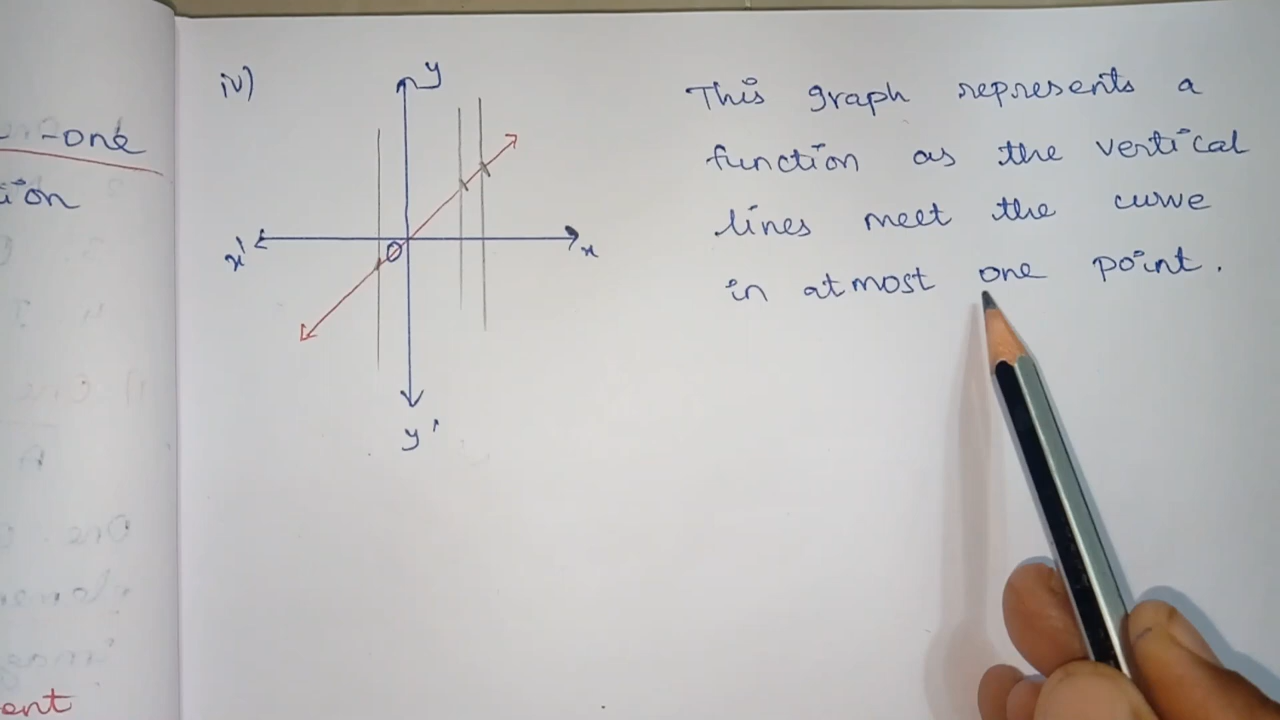 -one
ion
ent
iv)
y
x'
O
x
y'
This graph represents a
function as the vertical
lines meet the curve
in atmost one point.